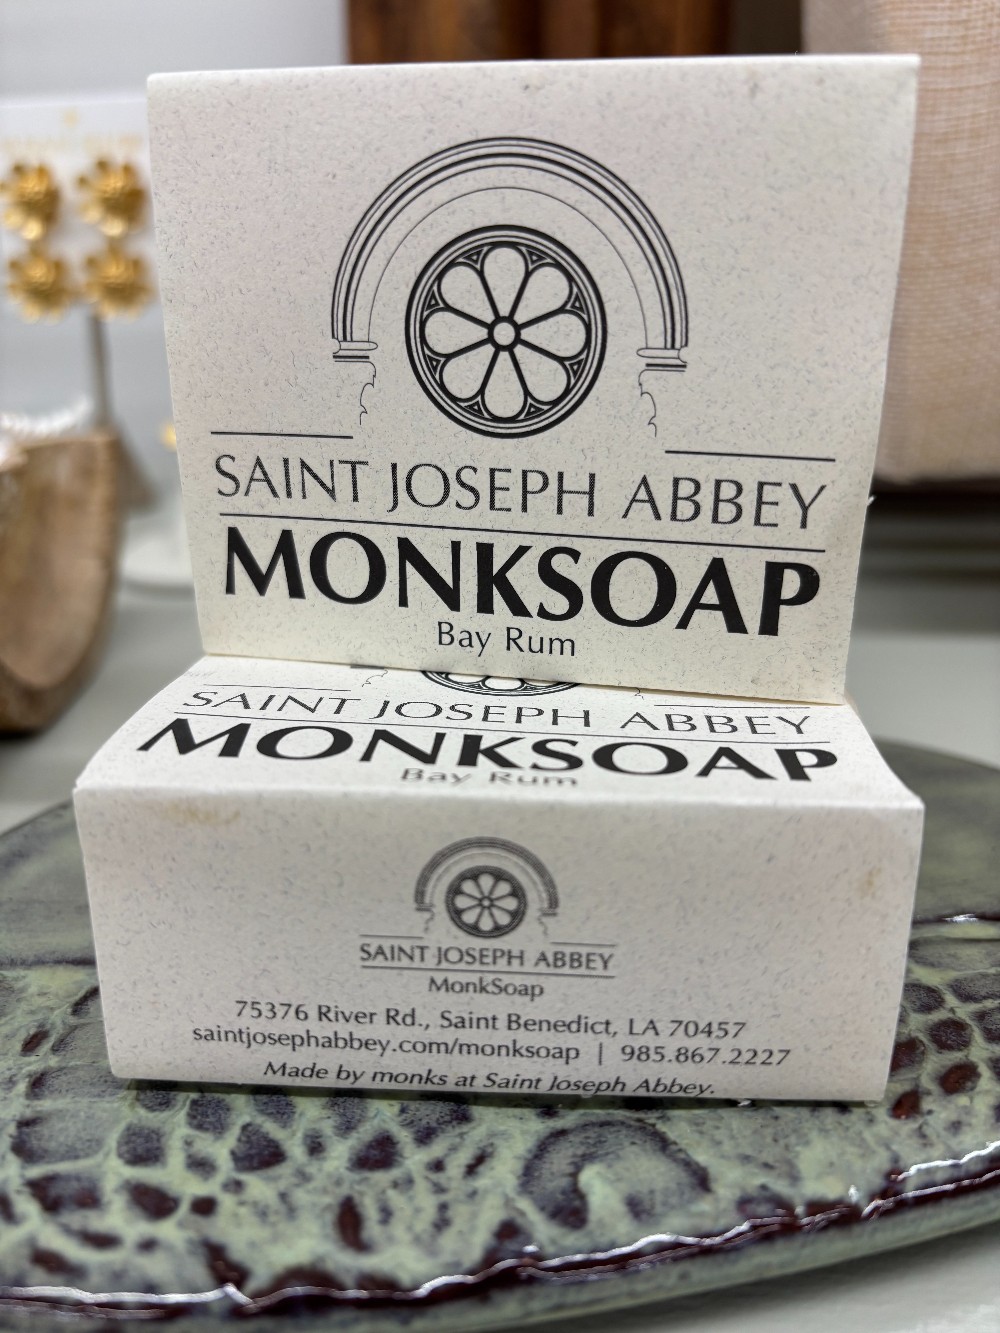 SAINT JOSEPH ABBEY
MONKSOAP
Bay Rum
SAINT JOSEPH ABBEY
MONKSOAP
Bay Rum
SAINT JOSEPH ABBEY
MonkSoap
75376 River Rd., Saint Benedict, LA 70457
saintjosephabbey.com/monksoap | 985.867.2227
Made by monks at Saint Joseph Abbey.